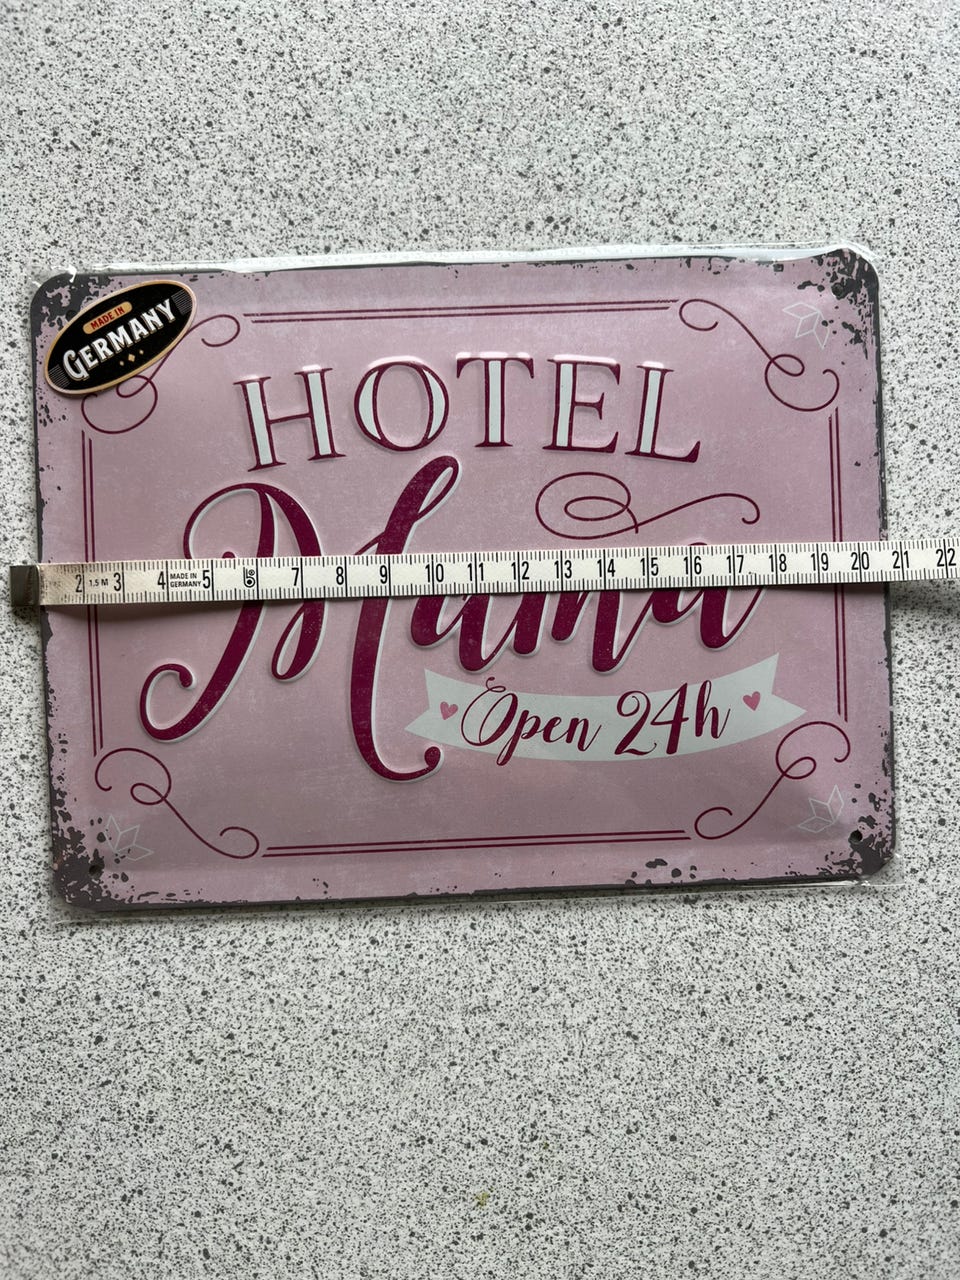 MADE IN
GERMANY
HOTEL
Mama
2 1,5 M 3 4 MADE IN GERMANY 5 6 7 8 9 10 11 12 13 14 15 16 17 18 19 20 21 22
Open 24h